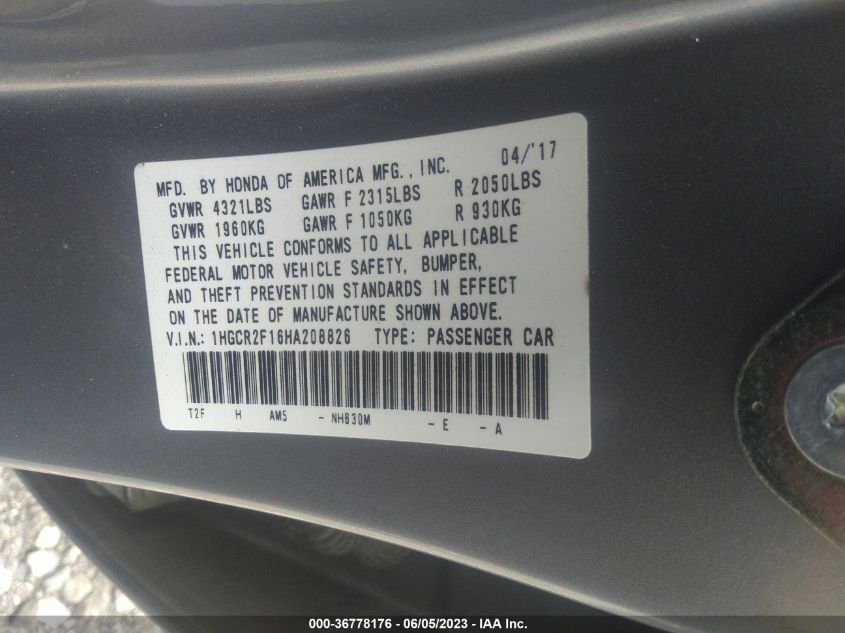 04/'17
MFD. BY HONDA OF AMERICA MFG., INC.
GVWR 4321LBS GAWR F 2315LBS R 2050LBS
GVWR 1960KG GAWR F 1050KG R 930KG
THIS VEHICLE CONFORMS TO ALL APPLICABLE
FEDERAL MOTOR VEHICLE SAFETY, BUMPER,
AND THEFT PREVENTION STANDARDS IN EFFECT
ON THE DATE OF MANUFACTURE SHOWN ABOVE.
V.I.N.: 1HGCR2F16HA208826 TYPE: PASSENGER CAR
T2F H AM5 - NH830M - E - A
000-36778176 - 06/05/2023 - IAA Inc.